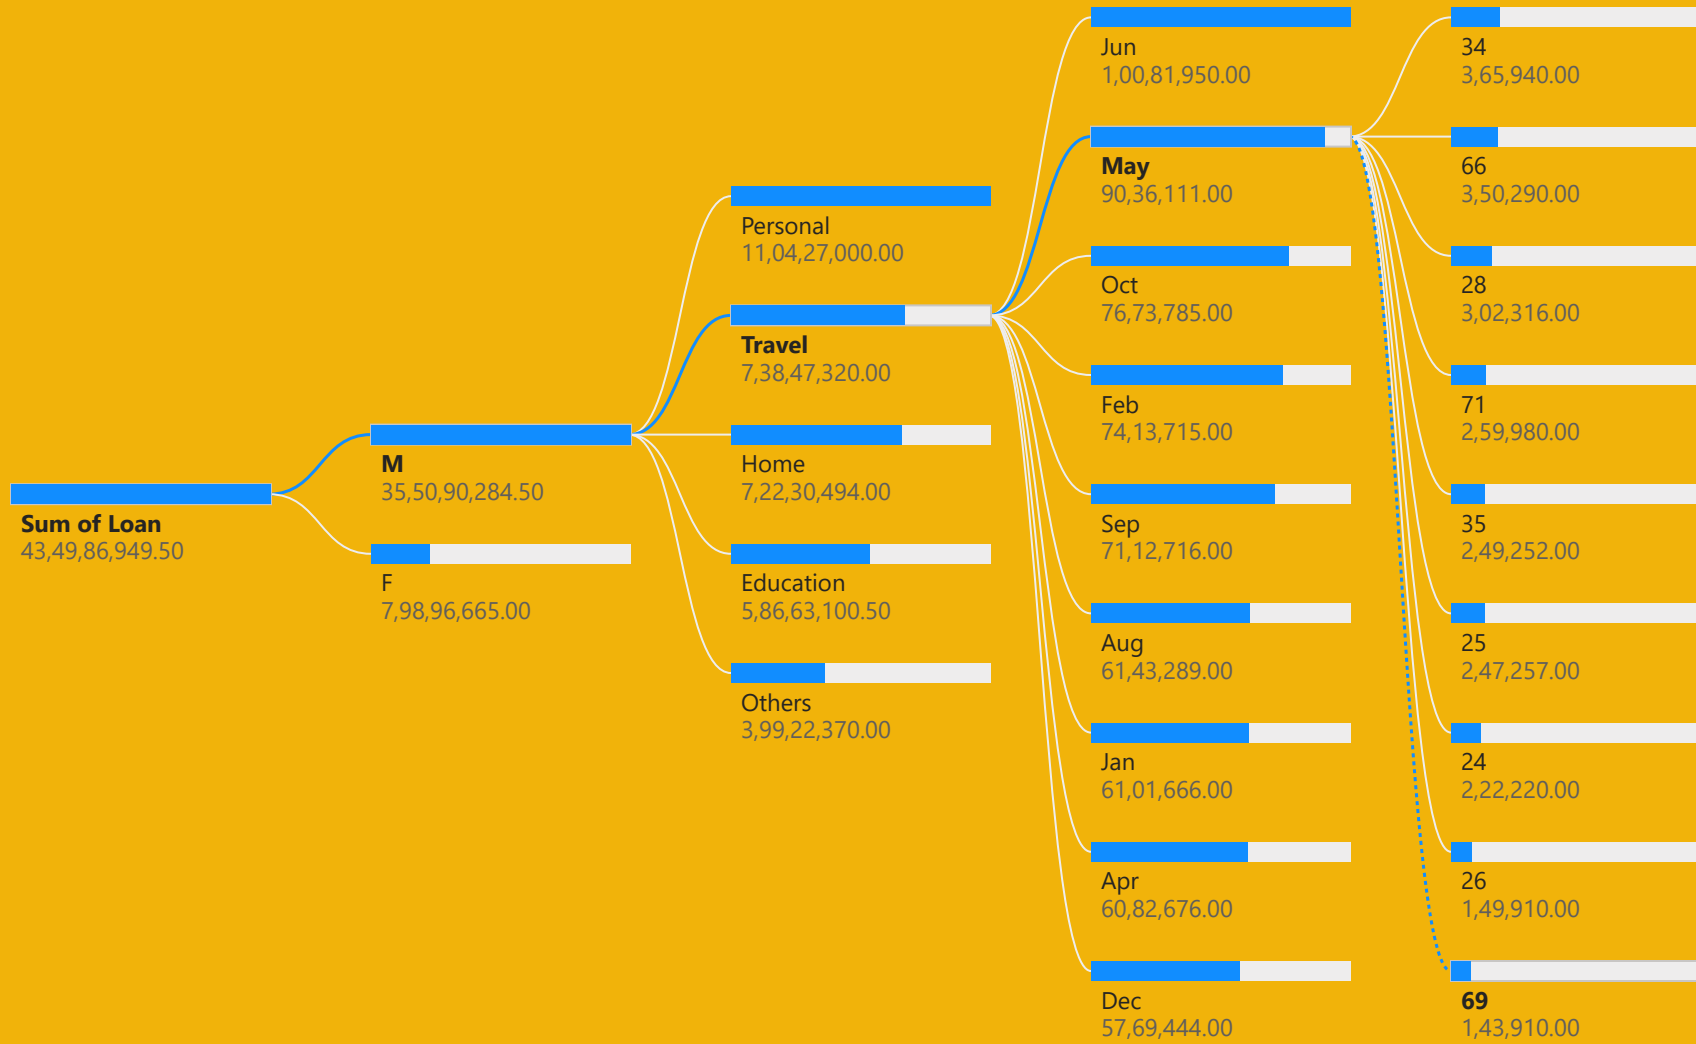 Sum of Loan
43,49,86,949.50
M
35,50,90,284.50
F
7,98,96,665.00
Personal
11,04,27,000.00
Travel
7,38,47,320.00
Home
7,22,30,494.00
Education
5,86,63,100.50
Others
3,99,22,370.00
Jun
1,00,81,950.00
May
90,36,111.00
Oct
76,73,785.00
Feb
74,13,715.00
Sep
71,12,716.00
Aug
61,43,289.00
Jan
61,01,666.00
Apr
60,82,676.00
Dec
57,69,444.00
34
3,65,940.00
66
3,50,290.00
28
3,02,316.00
71
2,59,980.00
35
2,49,252.00
25
2,47,257.00
24
2,22,220.00
26
1,49,910.00
69
1,43,910.00